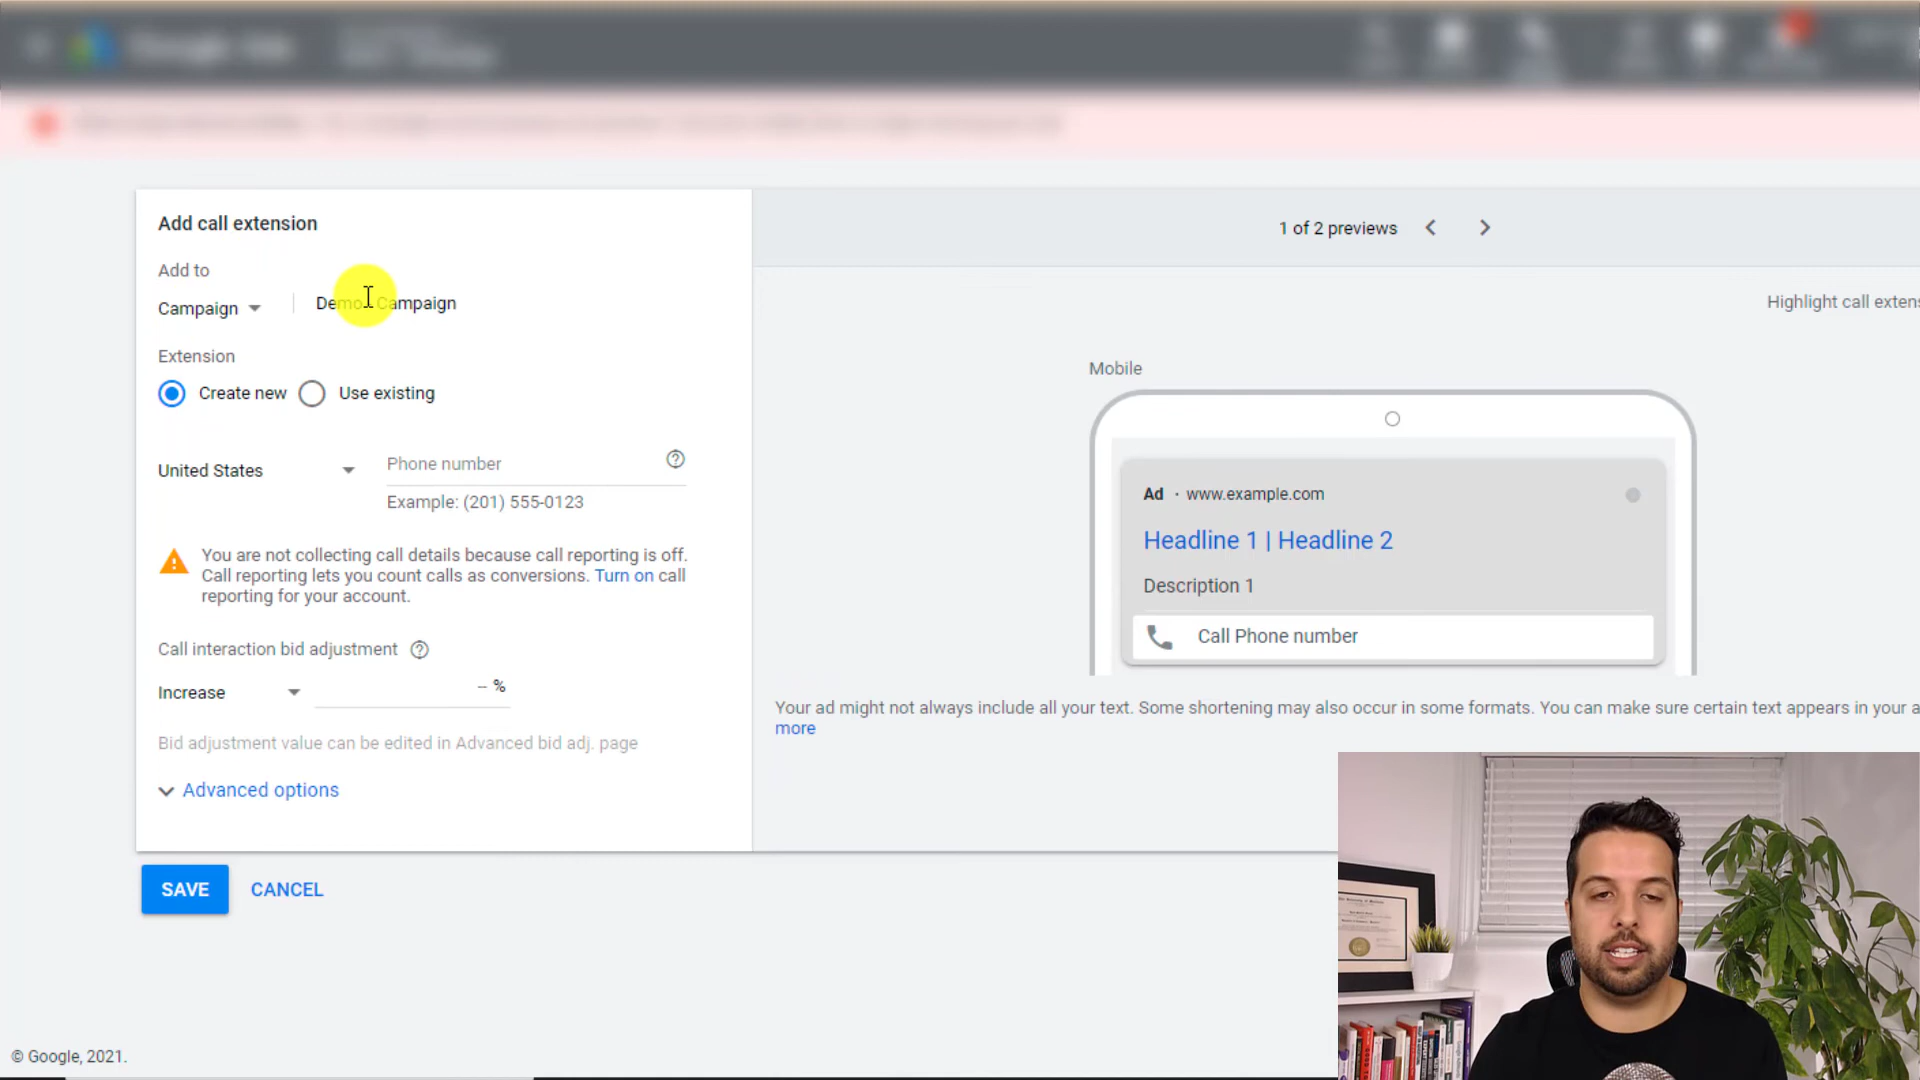 Add call extension
Add to
Campaign
Demo Campaign
Extension
Create new
Use existing
United States
Phone number
Example: (201) 555-0123
You are not collecting call details because call reporting is off.
Call reporting lets you count calls as conversions. Turn on call
reporting for your account.
Call interaction bid adjustment
Increase
– %
Bid adjustment value can be edited in Advanced bid adj. page
Advanced options
SAVE
CANCEL
1 of 2 previews
Highlight call extens
Mobile
Ad · www.example.com
Headline 1 | Headline 2
Description 1
Call Phone number
Your ad might not always include all your text. Some shortening may also occur in some formats. You can make sure certain text appears in your a
more
© Google, 2021.